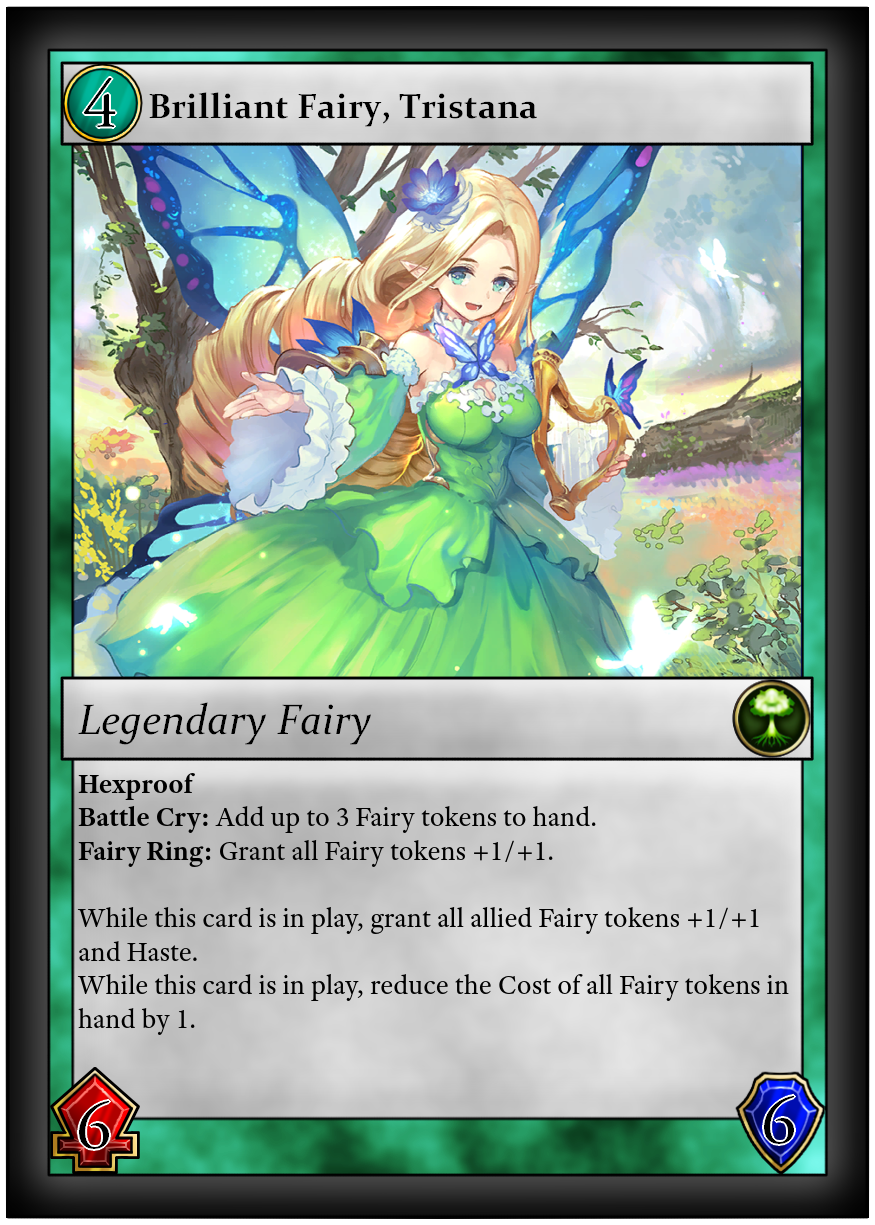 4
Brilliant Fairy, Tristana
Legendary Fairy
Hexproof
Battle Cry: Add up to 3 Fairy tokens to hand.
Fairy Ring: Grant all Fairy tokens +1/+1.
While this card is in play, grant all allied Fairy tokens +1/+1
and Haste.
While this card is in play, reduce the Cost of all Fairy tokens in
hand by 1.
6
6